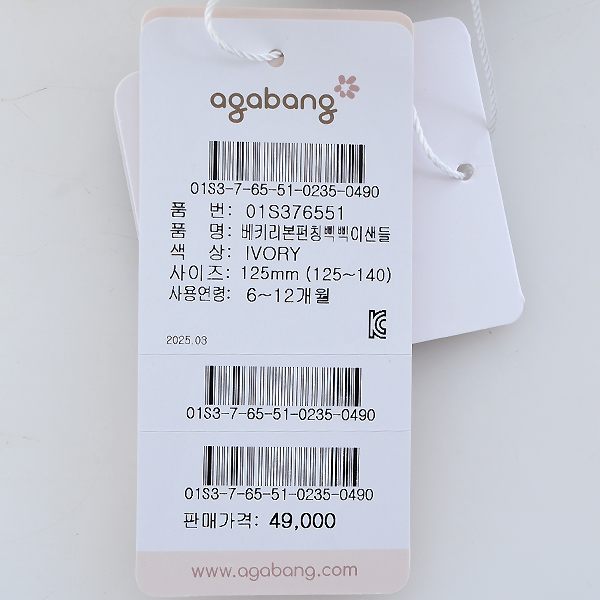 agabang
01S3-7-65-51-0235-0490
품 번: 01S376551
품 명: 베키리본펀칭삑삑이샌들
색 상: IVORY
사이즈: 125mm (125~140)
사용연령: 6~12개월
2025.03
01S3-7-65-51-0235-0490
01S3-7-65-51-0235-0490
판매가격: 49,000
www.agabang.com